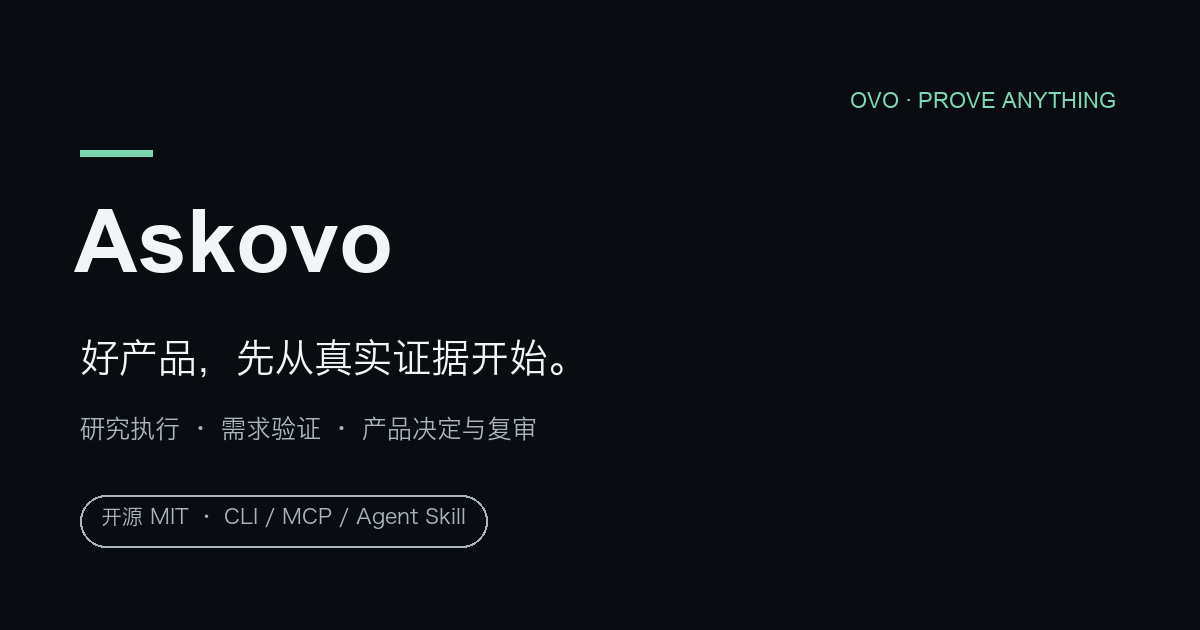 OVO · PROVE ANYTHING
Askovo
好产品，先从真实证据开始。
研究执行 · 需求验证 · 产品决定与复审
开源 MIT · CLI / MCP / Agent Skill